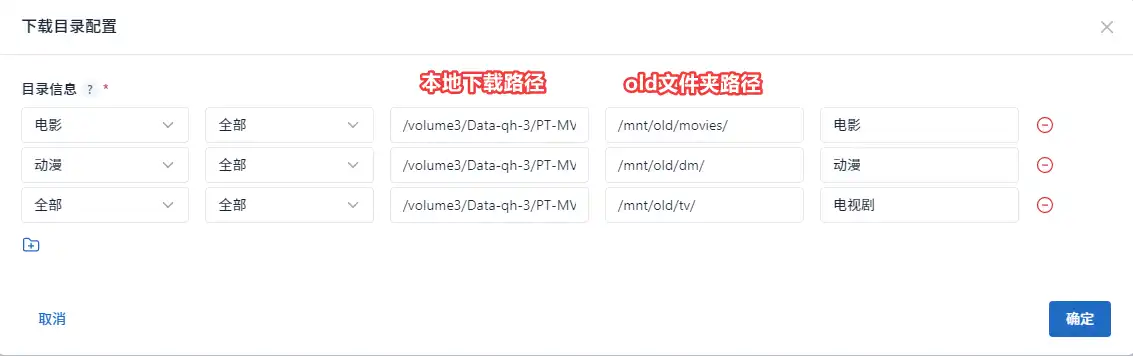 下载目录配置
目录信息 ? *
本地下载路径 old文件夹路径
电影 全部 /volume3/Data-qh-3/PT-MV /mnt/old/movies/ 电影
动漫 全部 /volume3/Data-qh-3/PT-MV /mnt/old/dm/ 动漫
全部 全部 /volume3/Data-qh-3/PT-MV /mnt/old/tv/ 电视剧
取消 确定